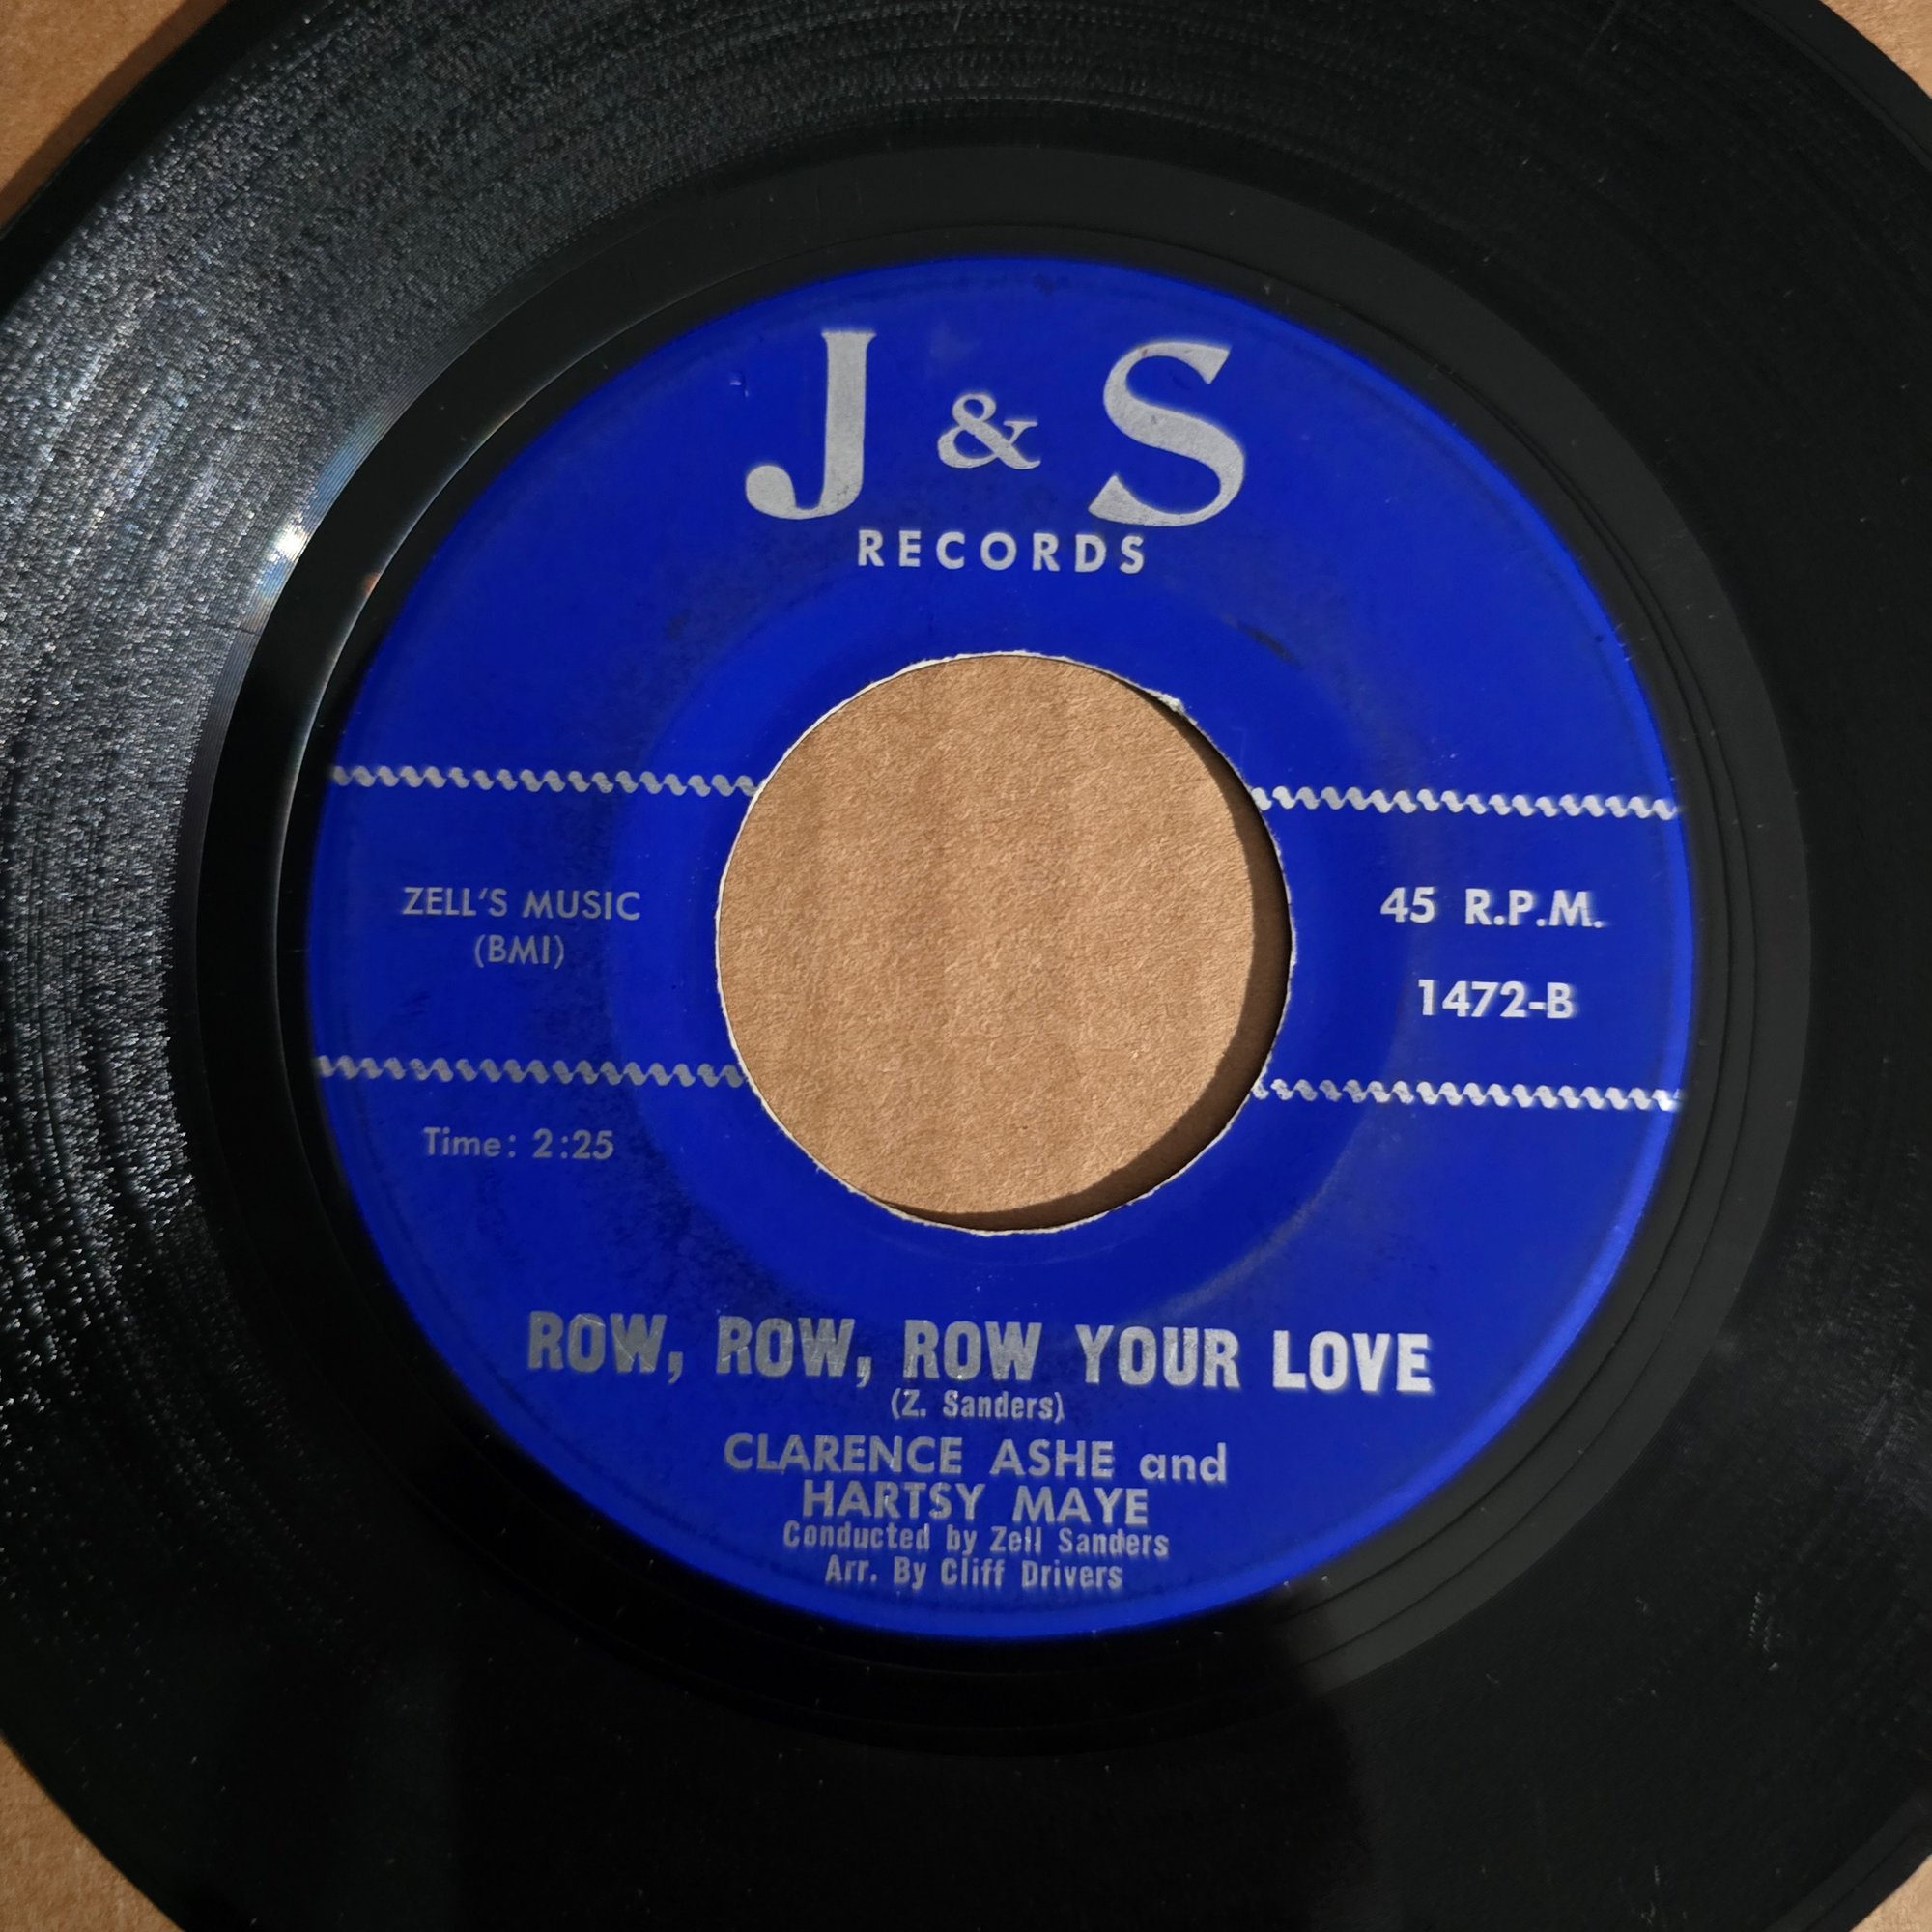 J & S
RECORDS
ZELL'S MUSIC
(BMI)
45 R.P.M.
1472-B
Time: 2:25
ROW, ROW, ROW YOUR LOVE
(Z. Sanders)
CLARENCE ASHE and
HARTSY MAYE
Conducted by Zell Sanders
Arr. By Cliff Drivers